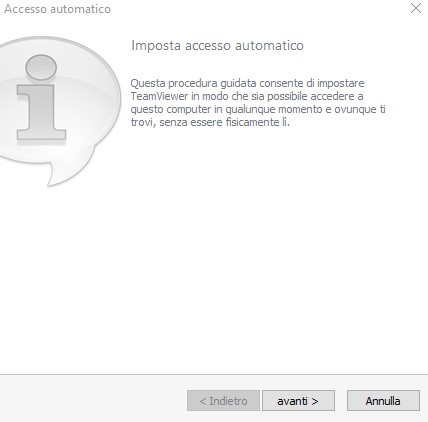 Accesso automatico
Imposta accesso automatico
Questa procedura guidata consente di impostare
TeamViewer in modo che sia possibile accedere a
questo computer in qualunque momento e ovunque ti
trovi, senza essere fisicamente lì.
< Indietro
avanti >
Annulla